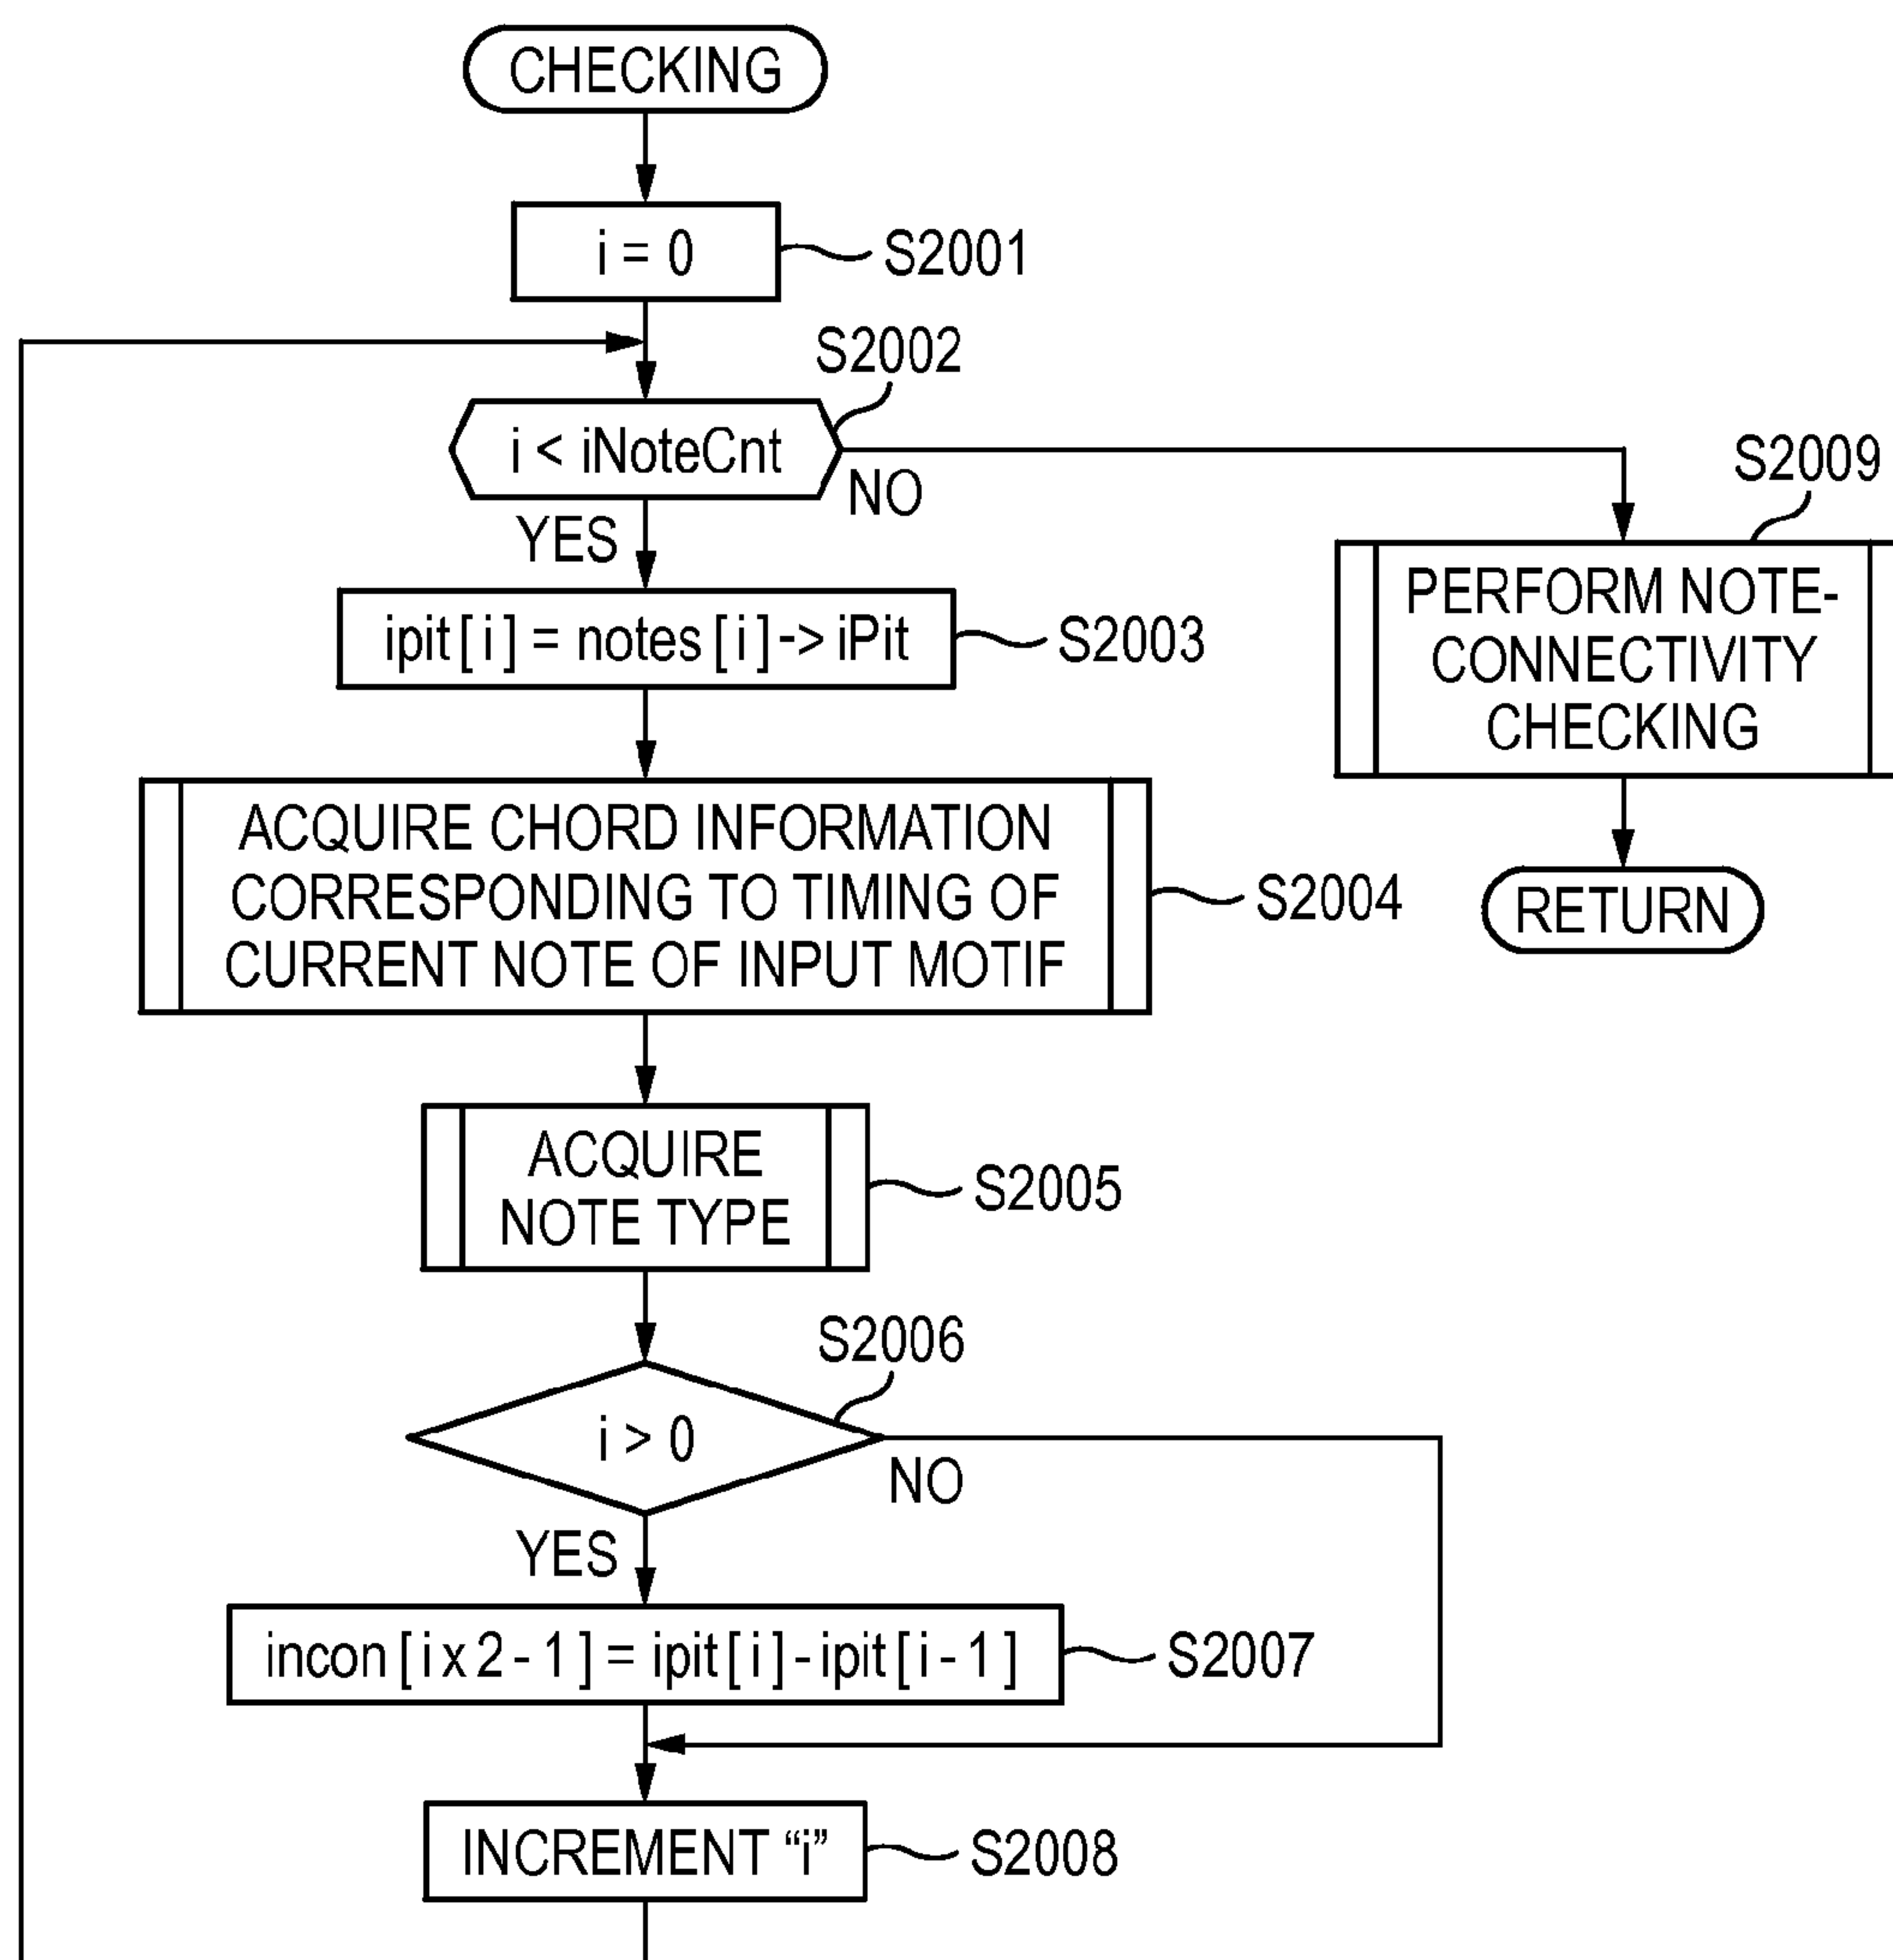 CHECKING
i = 0
S2001
S2002
i < iNoteCnt
NO
YES
S2009
PERFORM NOTE-
CONNECTIVITY
CHECKING
ipit [ i ] = notes [ i ] -> iPit
S2003
ACQUIRE CHORD INFORMATION
CORRESPONDING TO TIMING OF
CURRENT NOTE OF INPUT MOTIF
S2004
RETURN
ACQUIRE
NOTE TYPE
S2005
S2006
i > 0
NO
YES
incon [ i x 2 - 1 ] = ipit [ i ] - ipit [ i - 1 ]
S2007
INCREMENT “i”
S2008